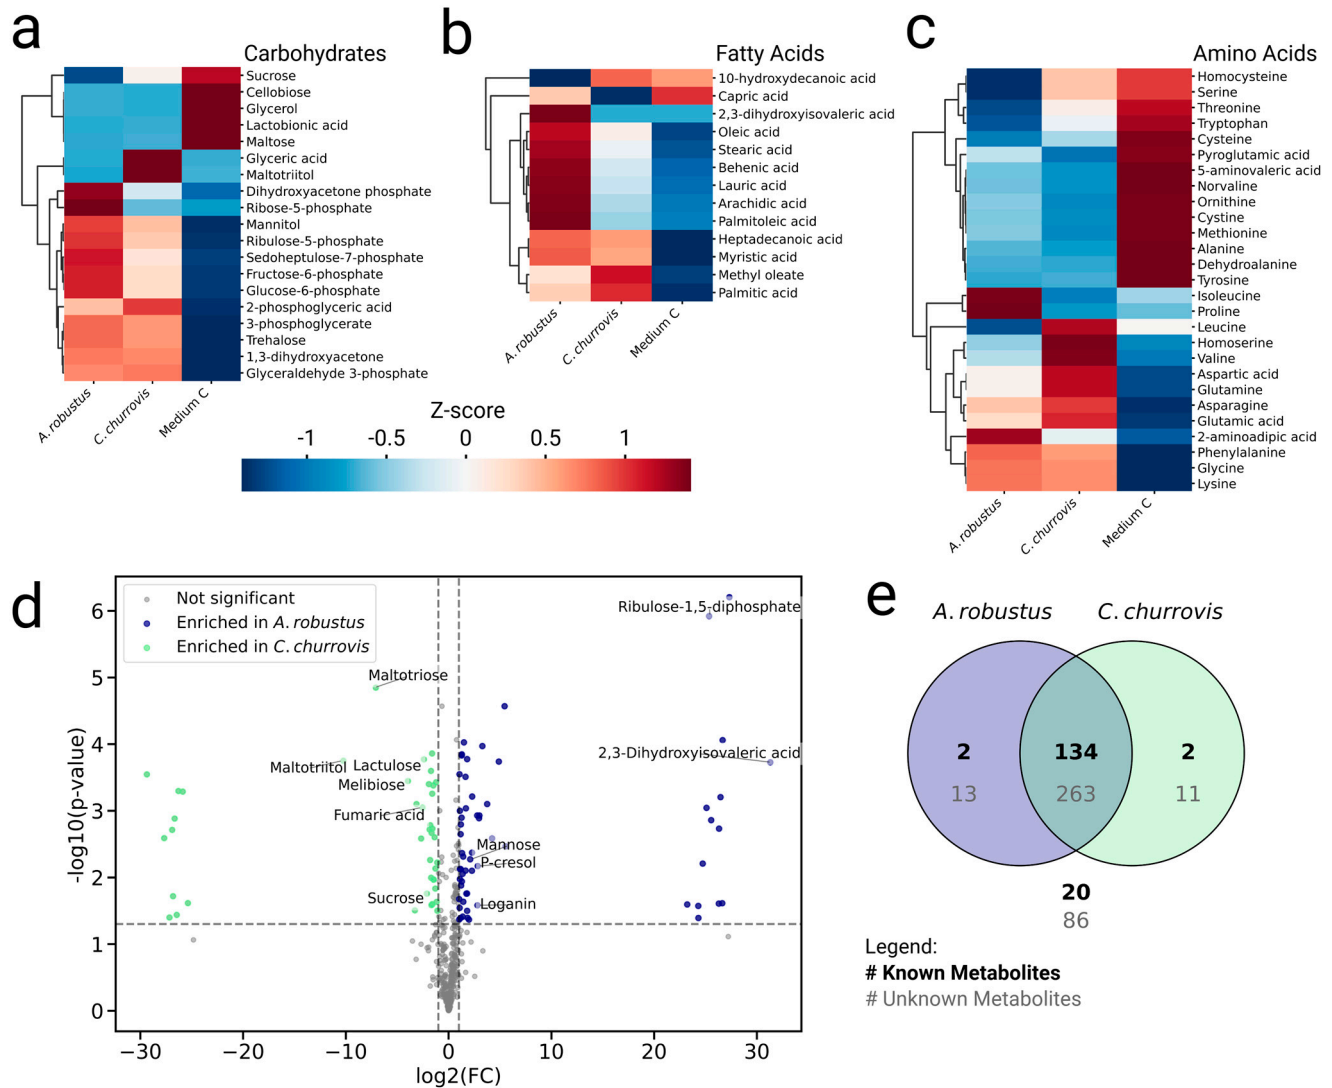 a
Carbohydrates
Sucrose
Cellobiose
Glycerol
Lactobionic acid
Maltose
Glyceric acid
Maltotriitol
Dihydroxyacetone phosphate
Ribose-5-phosphate
Mannitol
Ribulose-5-phosphate
Sedoheptulose-7-phosphate
Fructose-6-phosphate
Glucose-6-phosphate
2-phosphoglyceric acid
3-phosphoglycerate
Trehalose
1,3-dihydroxyacetone
Glyceraldehyde 3-phosphate
A. robustus
C. churrovis
Medium C
b
Fatty Acids
10-hydroxydecanoic acid
Capric acid
2,3-dihydroxyisovaleric acid
Oleic acid
Stearic acid
Behenic acid
Lauric acid
Arachidic acid
Palmitoleic acid
Heptadecanoic acid
Myristic acid
Methyl oleate
Palmitic acid
A. robustus
C. churrovis
Medium C
c
Amino Acids
Homocysteine
Serine
Threonine
Tryptophan
Cysteine
Pyroglutamic acid
5-aminovaleric acid
Norvaline
Ornithine
Cystine
Methionine
Alanine
Dehydroalanine
Tyrosine
Isoleucine
Proline
Leucine
Homoserine
Valine
Aspartic acid
Glutamine
Asparagine
Glutamic acid
2-aminoadipic acid
Phenylalanine
Glycine
Lysine
A. robustus
C. churrovis
Medium C
Z-score
-1 -0.5 0 0.5 1
d
Not significant
Enriched in A. robustus
Enriched in C. churrovis
Ribulose-1,5-diphosphate
Maltotriose
2,3-Dihydroxyisovaleric acid
Maltotriitol
Lactulose
Melibiose
Fumaric acid
Mannose
P-cresol
Sucrose
Loganin
-log10(p-value)
6
5
4
3
2
1
0
−30 −20 −10 0 10 20 30
log2(FC)
e
A. robustus C. churrovis
2 134 2
13 263 11
20
86
Legend:
# Known Metabolites
# Unknown Metabolites